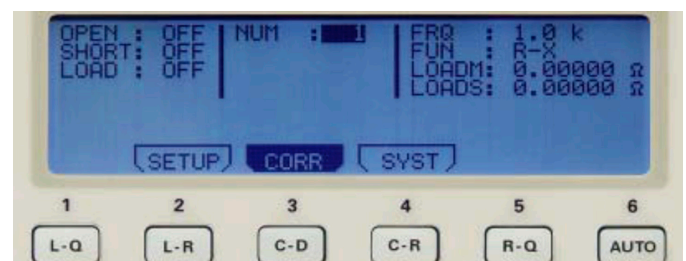 OPEN : OFF
SHORT: OFF
LOAD : OFF
NUM : 1
FRQ : 1.0 k
FUN : R-X
LOADM: 0.00000 Ω
LOADS: 0.00000 Ω
SETUP CORR SYST
1 2 3 4 5 6
L-Q L-R C-D C-R R-Q AUTO